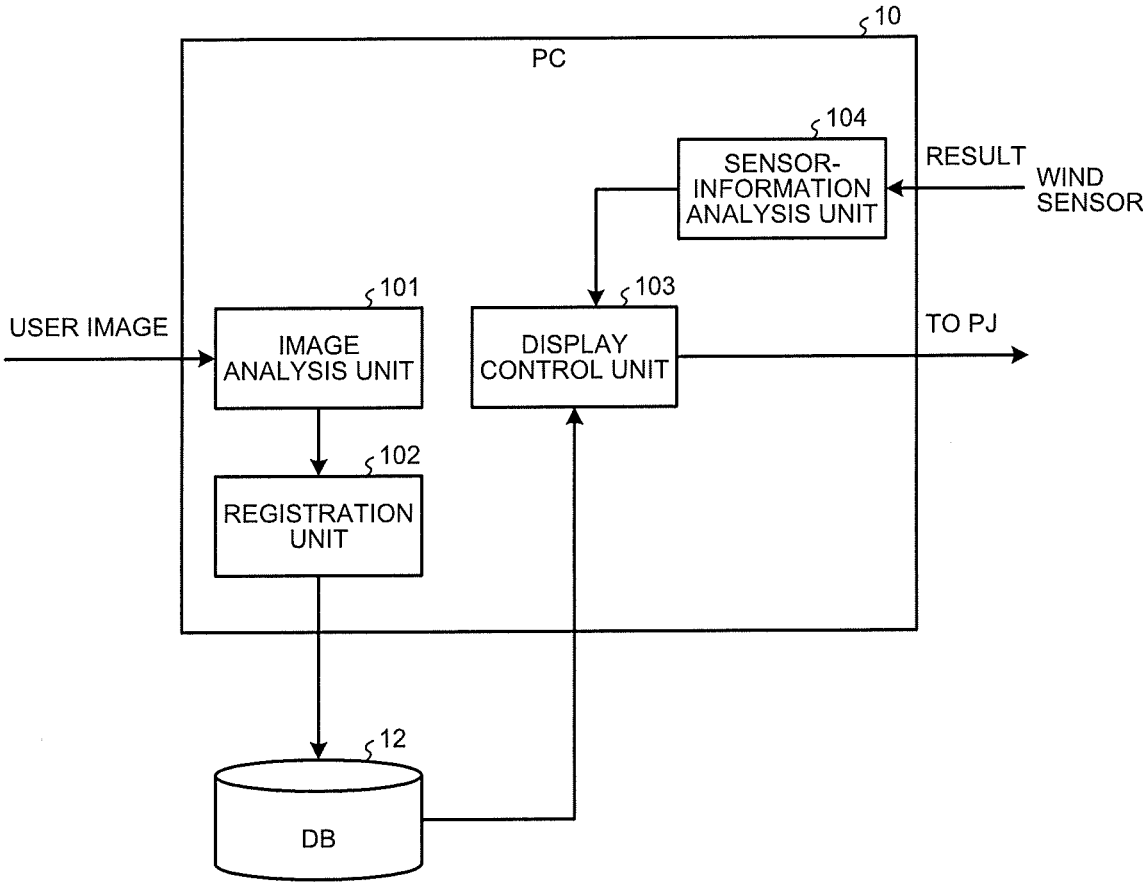 10
PC
104
SENSOR-
INFORMATION
ANALYSIS UNIT
RESULT
WIND
SENSOR
101
USER IMAGE
IMAGE
ANALYSIS UNIT
103
DISPLAY
CONTROL UNIT
TO PJ
102
REGISTRATION
UNIT
12
DB